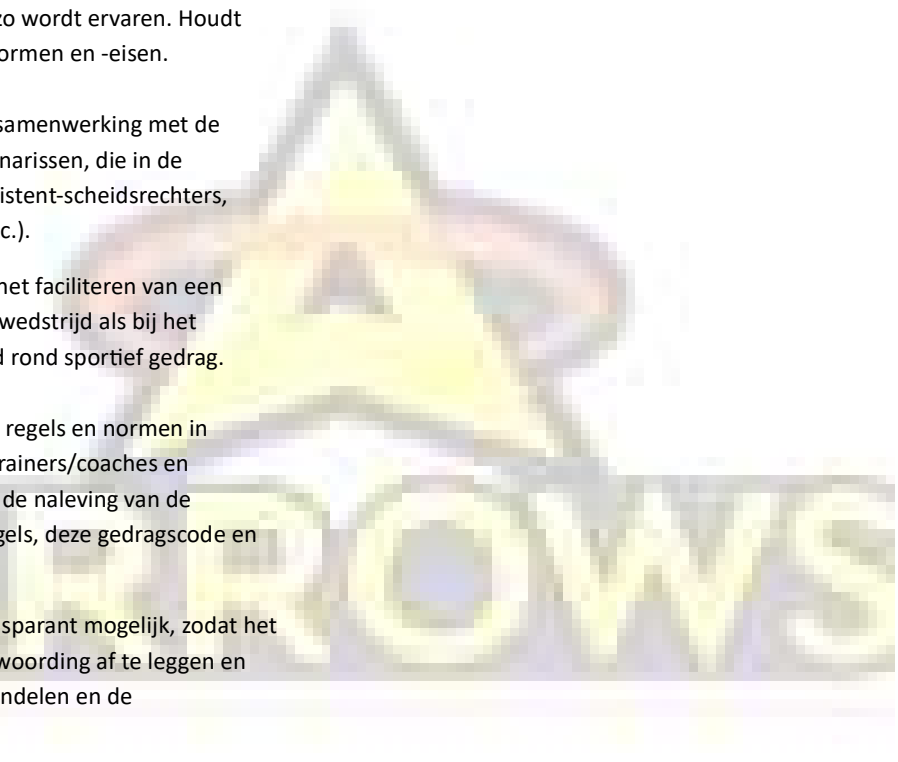 zo wordt ervaren. Houdt
ormen en -eisen.
samenwerking met de
narissen, die in de
istent-scheidsrechters,
c.).
het faciliteren van een
wedstrijd als bij het
d rond sportief gedrag.
regels en normen in
rainers/coaches en
de naleving van de
gels, deze gedragscode en
sparant mogelijk, zodat het
woording af te leggen en
ndelen en de
A
RROWS